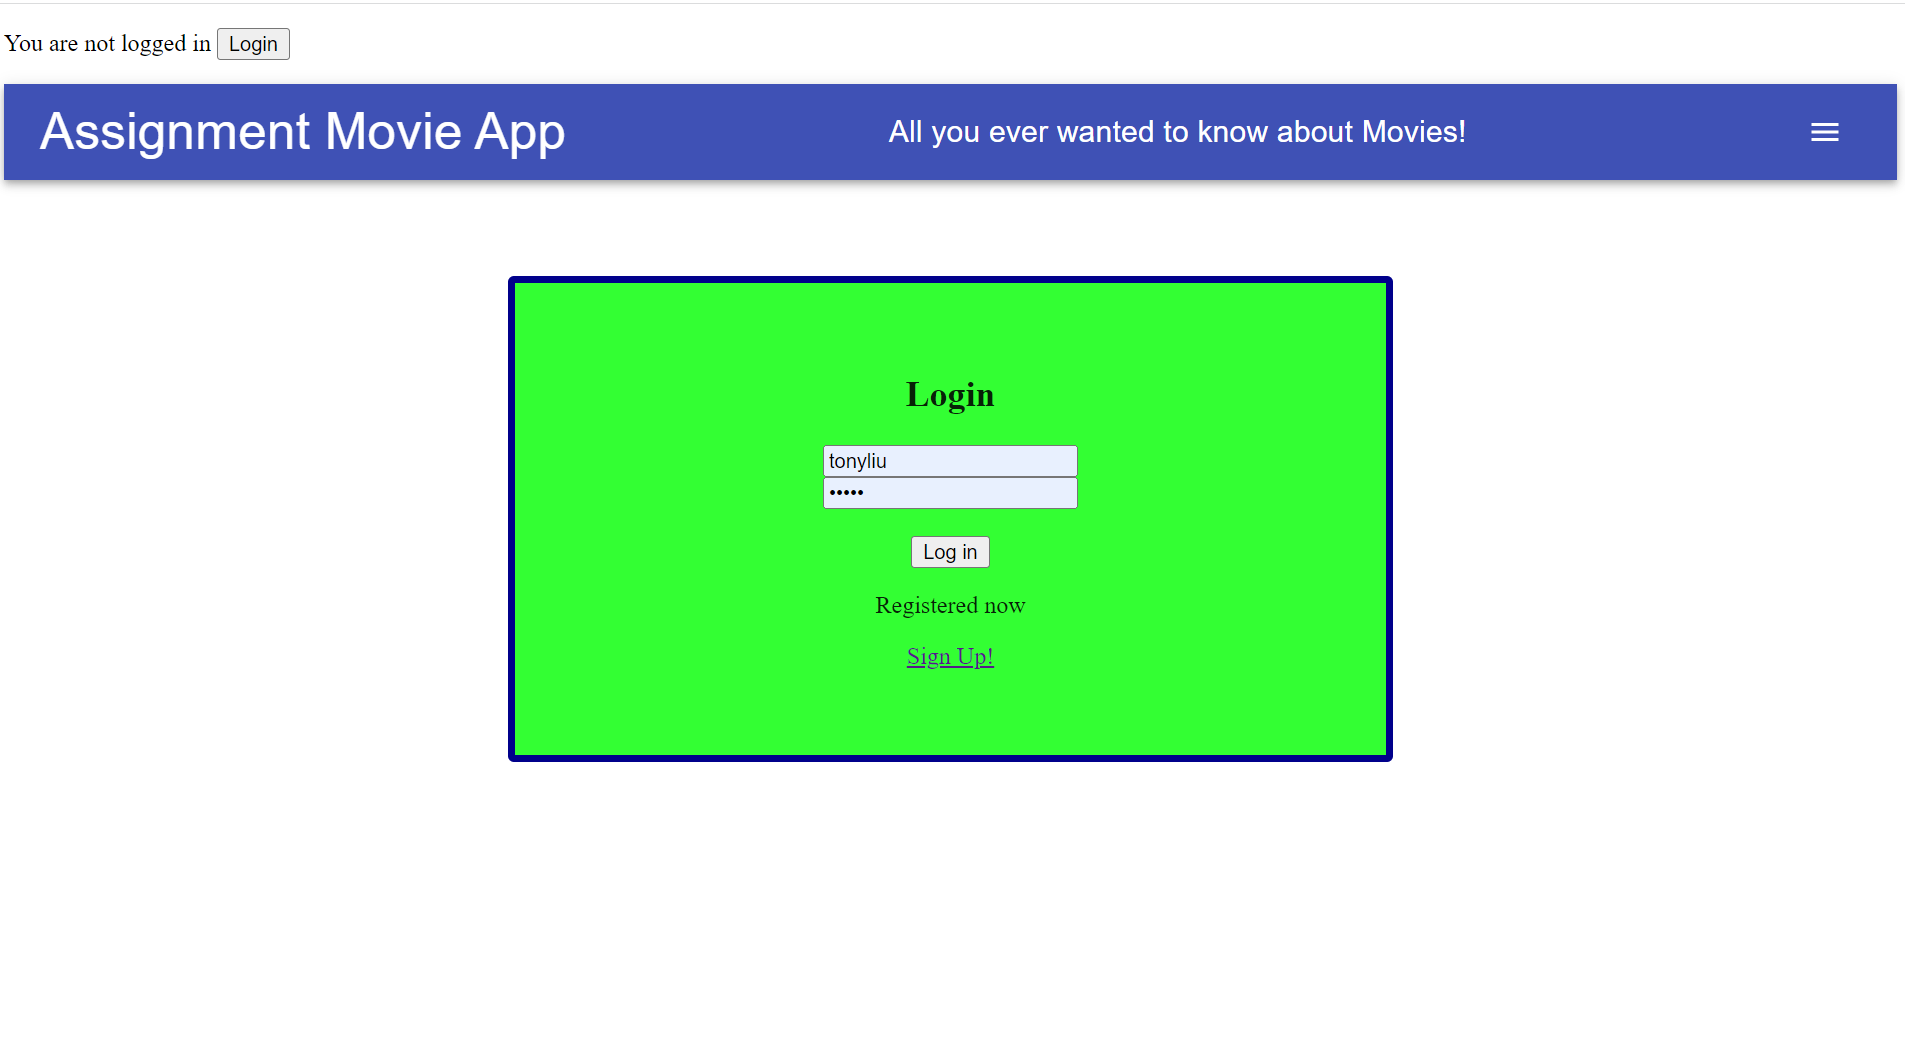 You are not logged in Login
Assignment Movie App All you ever wanted to know about Movies!
Login
tonyliu
•••••
Log in
Registered now
Sign Up!